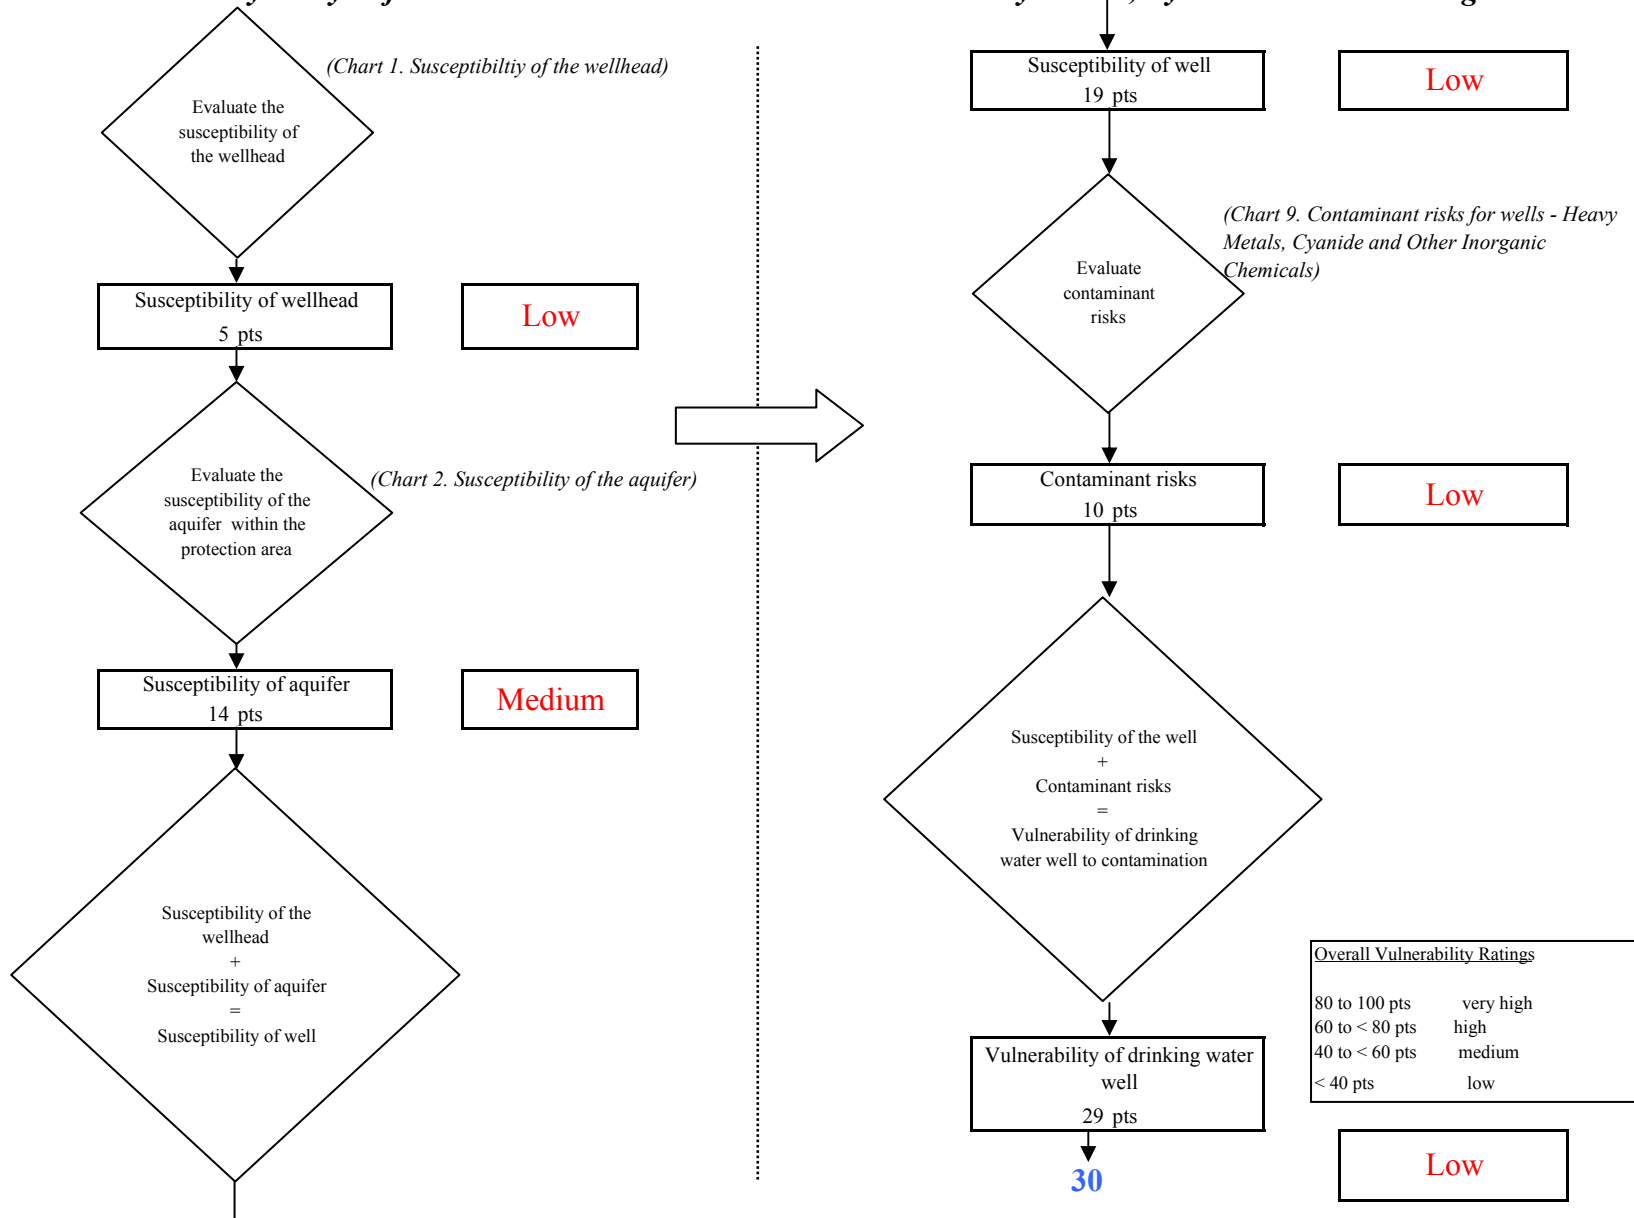 (Chart 1. Susceptibiltiy of the wellhead)
Evaluate the
susceptibility of
the wellhead
Susceptibility of wellhead
5 pts
Low
Evaluate the
susceptibility of the
aquifer within the
protection area
(Chart 2. Susceptibility of the aquifer)
Susceptibility of aquifer
14 pts
Medium
Susceptibility of the
wellhead
+
Susceptibility of aquifer
=
Susceptibility of well
Susceptibility of well
19 pts
Low
(Chart 9. Contaminant risks for wells - Heavy
Metals, Cyanide and Other Inorganic
Chemicals)
Evaluate
contaminant
risks
Contaminant risks
10 pts
Low
Susceptibility of the well
+
Contaminant risks
=
Vulnerability of drinking
water well to contamination
Overall Vulnerability Ratings
80 to 100 pts very high
60 to < 80 pts high
40 to < 60 pts medium
< 40 pts low
Vulnerability of drinking water
well
29 pts
30
Low